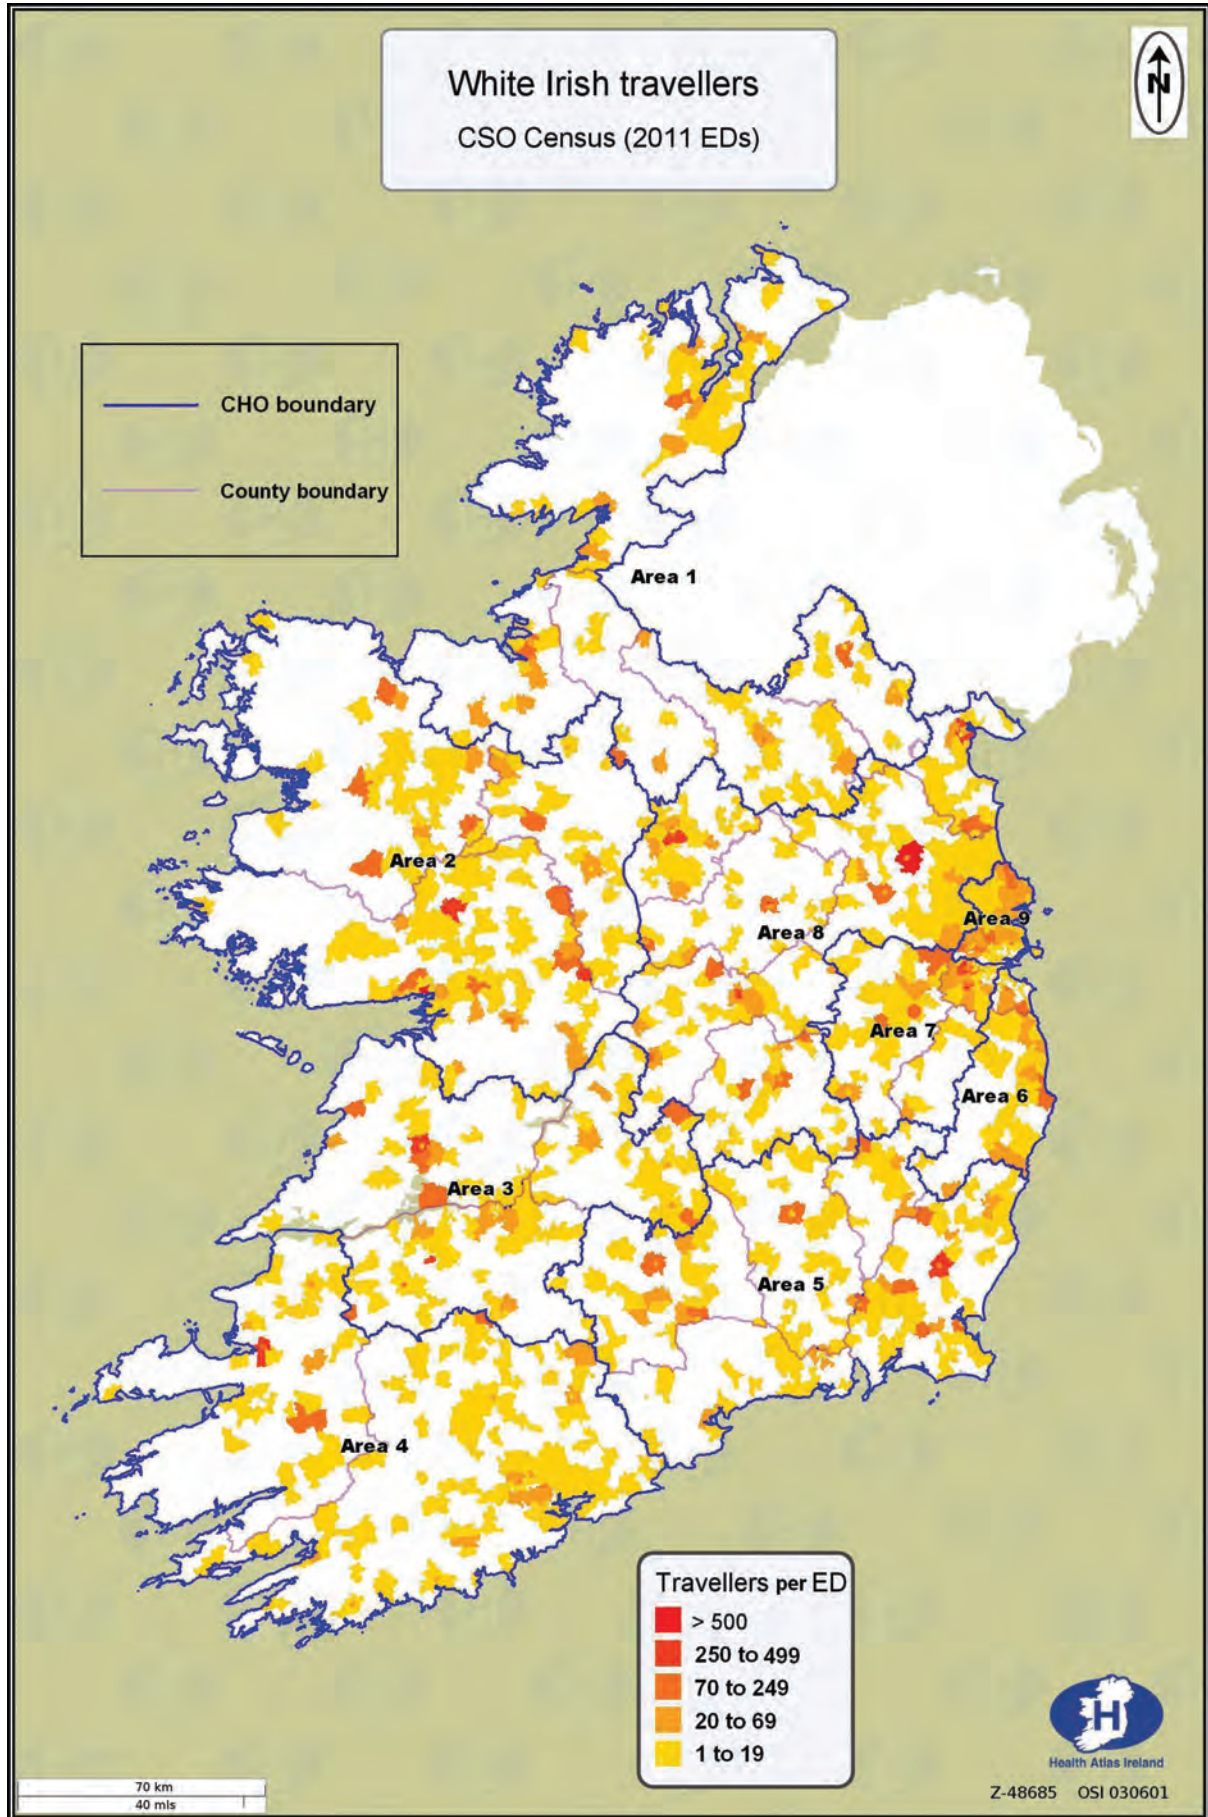 White Irish travellers
CSO Census (2011 EDs)
N
CHO boundary
County boundary
Area 1
Area 2
Area 9
Area 8
Area 7
Area 6
Area 3
Area 5
Area 4
Travellers per ED
> 500
250 to 499
70 to 249
20 to 69
1 to 19
H
Health Atlas Ireland
70 km
40 mls
Z-48685 OSI 030601